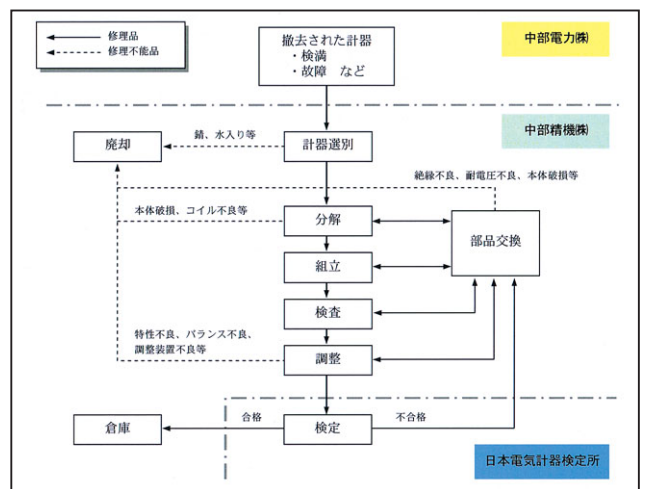 修理品
修理不能品
撤去された計器
・検満
・故障 など
中部電力㈱
中部精機㈱
廃却
錆、水入り等
計器選別
絶縁不良、耐電圧不良、本体破損等
本体破損、コイル不良等
分解
部品交換
組立
検査
特性不良、バランス不良、
調整装置不良等
調整
倉庫
合格
検定
不合格
日本電気計器検定所